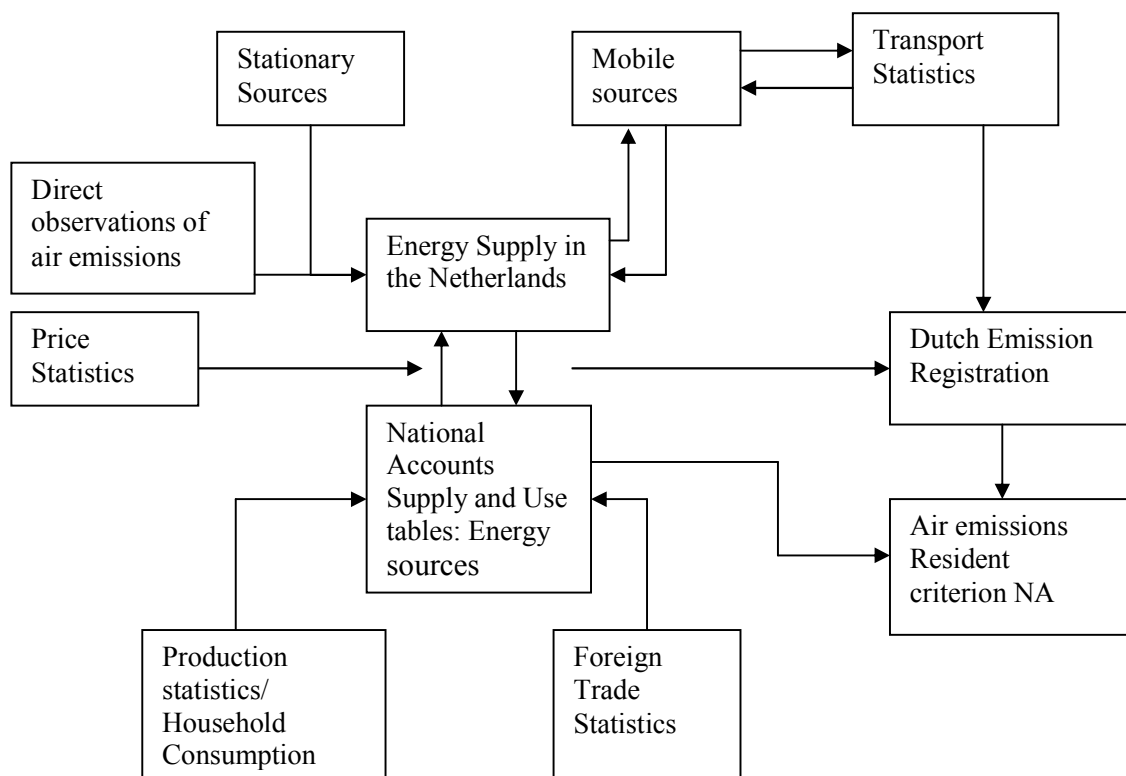 Stationary
Sources
Mobile
sources
Transport
Statistics
Direct
observations of
air emissions
Energy Supply in
the Netherlands
Price
Statistics
Dutch Emission
Registration
National
Accounts
Supply and Use
tables: Energy
sources
Air emissions
Resident
criterion NA
Production
statistics/
Household
Consumption
Foreign
Trade
Statistics